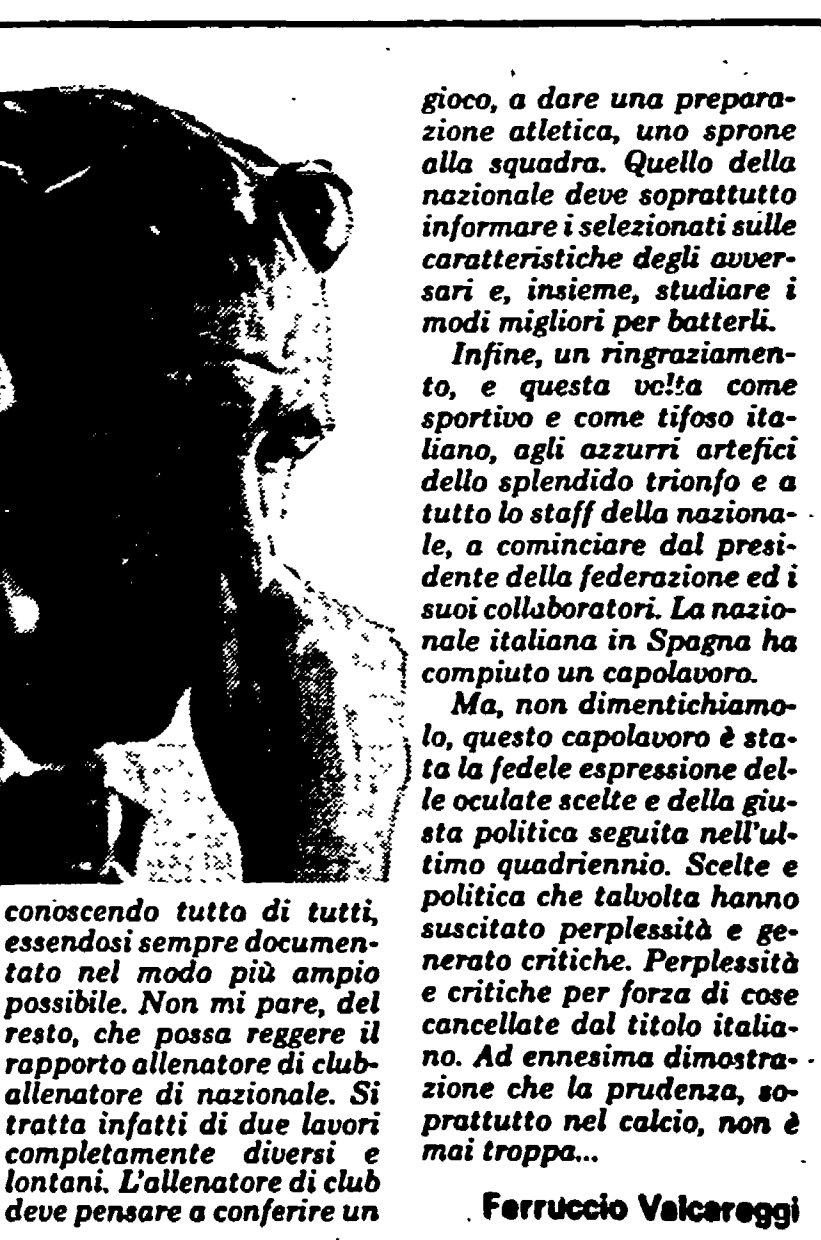 conoscendo tutto di tutti,
essendosi sempre documen-
tato nel modo più ampio
possibile. Non mi pare, del
resto, che possa reggere il
rapporto allenatore di club-
allenatore di nazionale. Si
tratta infatti di due lavori
completamente diversi e
lontani. L'allenatore di club
deve pensare a conferire un
gioco, a dare una prepara-
zione atletica, uno sprone
alla squadra. Quello della
nazionale deve soprattutto
informare i selezionati sulle
caratteristiche degli avver-
sari e, insieme, studiare i
modi migliori per batterli.
Infine, un ringraziamen-
to, e questa volta come
sportivo e come tifoso ita-
liano, agli azzurri artefici
dello splendido trionfo e a
tutto lo staff della naziona-
le, a cominciare dal presi-
dente della federazione ed i
suoi collaboratori. La nazio-
nale italiana in Spagna ha
compiuto un capolavoro.
Ma, non dimentichiamo-
lo, questo capolavoro è sta-
ta la fedele espressione del-
le oculate scelte e della giu-
sta politica seguita nell'ul-
timo quadriennio. Scelte e
politica che talvolta hanno
suscitato perplessità e ge-
nerato critiche. Perplessità
e critiche per forza di cose
cancellate dal titolo italia-
no. Ad ennesima dimostra-
zione che la prudenza, so-
prattutto nel calcio, non è
mai troppa...
Ferruccio Valcareggi